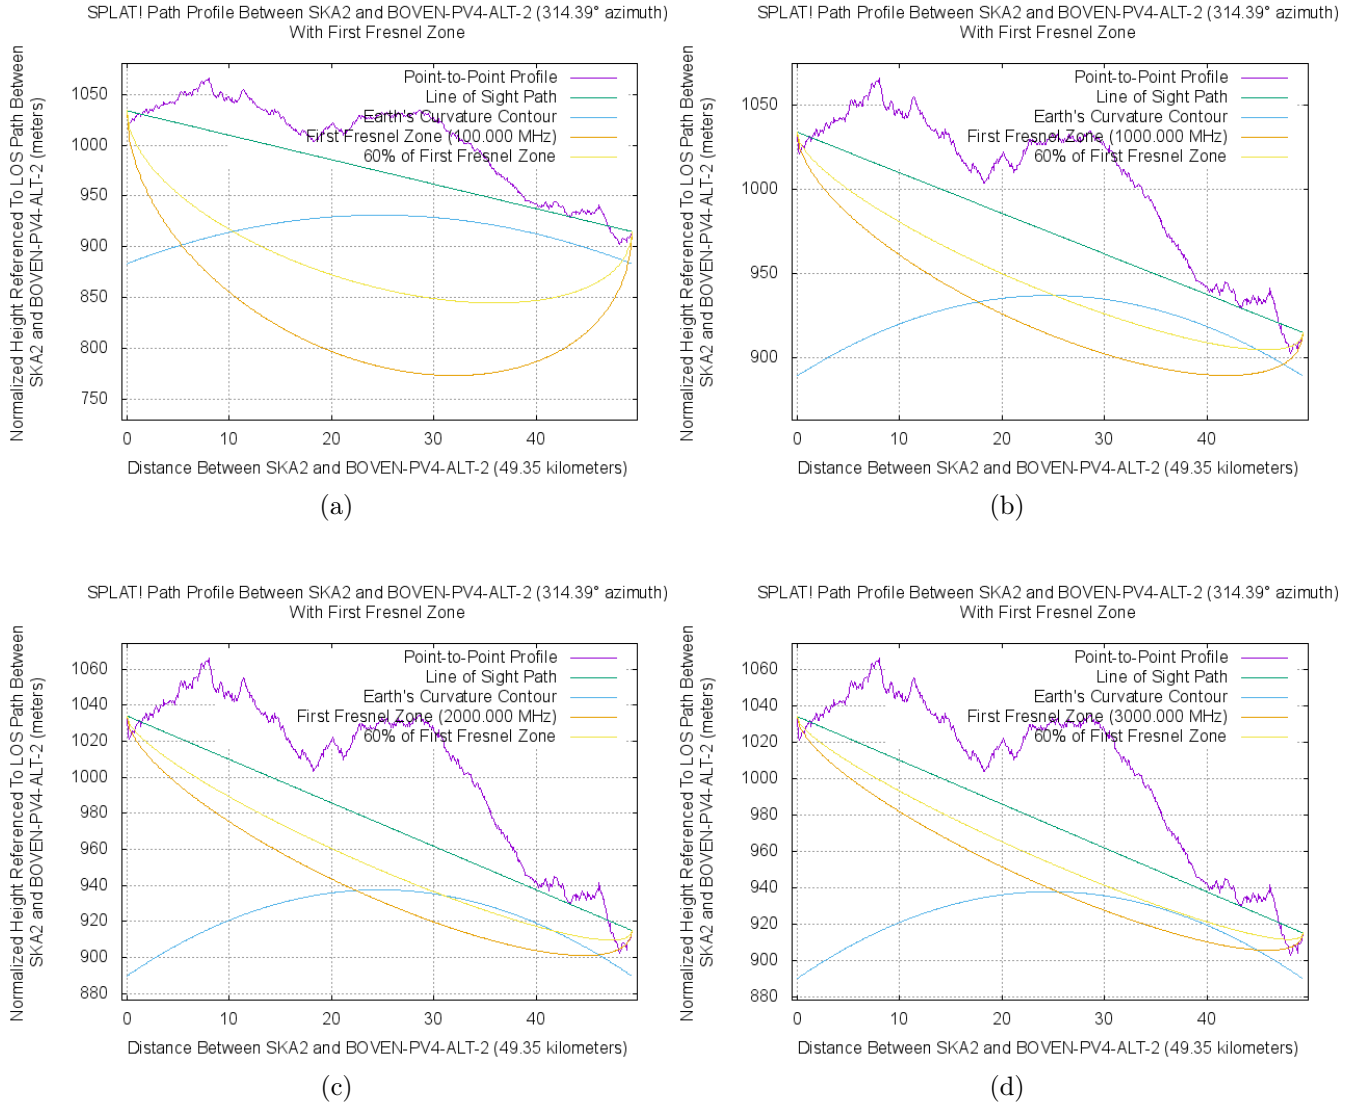 SPLAT! Path Profile Between SKA2 and BOVEN-PV4-ALT-2 (314.39° azimuth)
With First Fresnel Zone
Normalized Height Referenced To LOS Path Between
SKA2 and BOVEN-PV4-ALT-2 (meters)
Point-to-Point Profile
Line of Sight Path
Earth's Curvature Contour
First Fresnel Zone (100.000 MHz)
60% of First Fresnel Zone
1050
1000
950
900
850
800
750
0 10 20 30 40
Distance Between SKA2 and BOVEN-PV4-ALT-2 (49.35 kilometers)
(a)
SPLAT! Path Profile Between SKA2 and BOVEN-PV4-ALT-2 (314.39° azimuth)
With First Fresnel Zone
Normalized Height Referenced To LOS Path Between
SKA2 and BOVEN-PV4-ALT-2 (meters)
Point-to-Point Profile
Line of Sight Path
Earth's Curvature Contour
First Fresnel Zone (1000.000 MHz)
60% of First Fresnel Zone
1050
1000
950
900
0 10 20 30 40
Distance Between SKA2 and BOVEN-PV4-ALT-2 (49.35 kilometers)
(b)
SPLAT! Path Profile Between SKA2 and BOVEN-PV4-ALT-2 (314.39° azimuth)
With First Fresnel Zone
Normalized Height Referenced To LOS Path Between
SKA2 and BOVEN-PV4-ALT-2 (meters)
Point-to-Point Profile
Line of Sight Path
Earth's Curvature Contour
First Fresnel Zone (2000.000 MHz)
60% of First Fresnel Zone
1060
1040
1020
1000
980
960
940
920
900
880
0 10 20 30 40
Distance Between SKA2 and BOVEN-PV4-ALT-2 (49.35 kilometers)
(c)
SPLAT! Path Profile Between SKA2 and BOVEN-PV4-ALT-2 (314.39° azimuth)
With First Fresnel Zone
Normalized Height Referenced To LOS Path Between
SKA2 and BOVEN-PV4-ALT-2 (meters)
Point-to-Point Profile
Line of Sight Path
Earth's Curvature Contour
First Fresnel Zone (3000.000 MHz)
60% of First Fresnel Zone
1060
1040
1020
1000
980
960
940
920
900
880
0 10 20 30 40
Distance Between SKA2 and BOVEN-PV4-ALT-2 (49.35 kilometers)
(d)